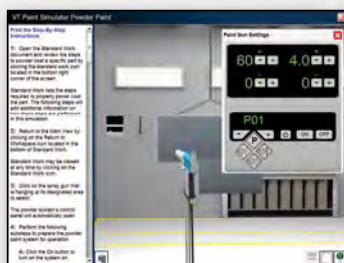 VT Paint Simulator Powder Paint
Print the Step-By-Step
Instructions
1) Open the Standard Work
document and review the steps
to powder coat a specific part by
clicking the standard work icon
located in the bottom right
corner of the screen.
Standard Work lists the steps
required to properly power coat
the part. The following steps will
add additional information on
how these steps are performed
in this simulation.
2) Return to the Main View by
clicking on the Return to
Workspace icon located in the
bottom of Standard Work.
Standard Work may be viewed
at any time by clicking on the
Standard Work icon.
3) Click on the spray gun that
is hanging at its designated area
to select.
The powder system's control
panel will automatically open.
4) Perform the following
substeps to prepare the powder
paint system for operation.
A: Click the On button to
turn on the system on.
Paint Gun Settings
60 4.0
0 0
P01
P ON OFF